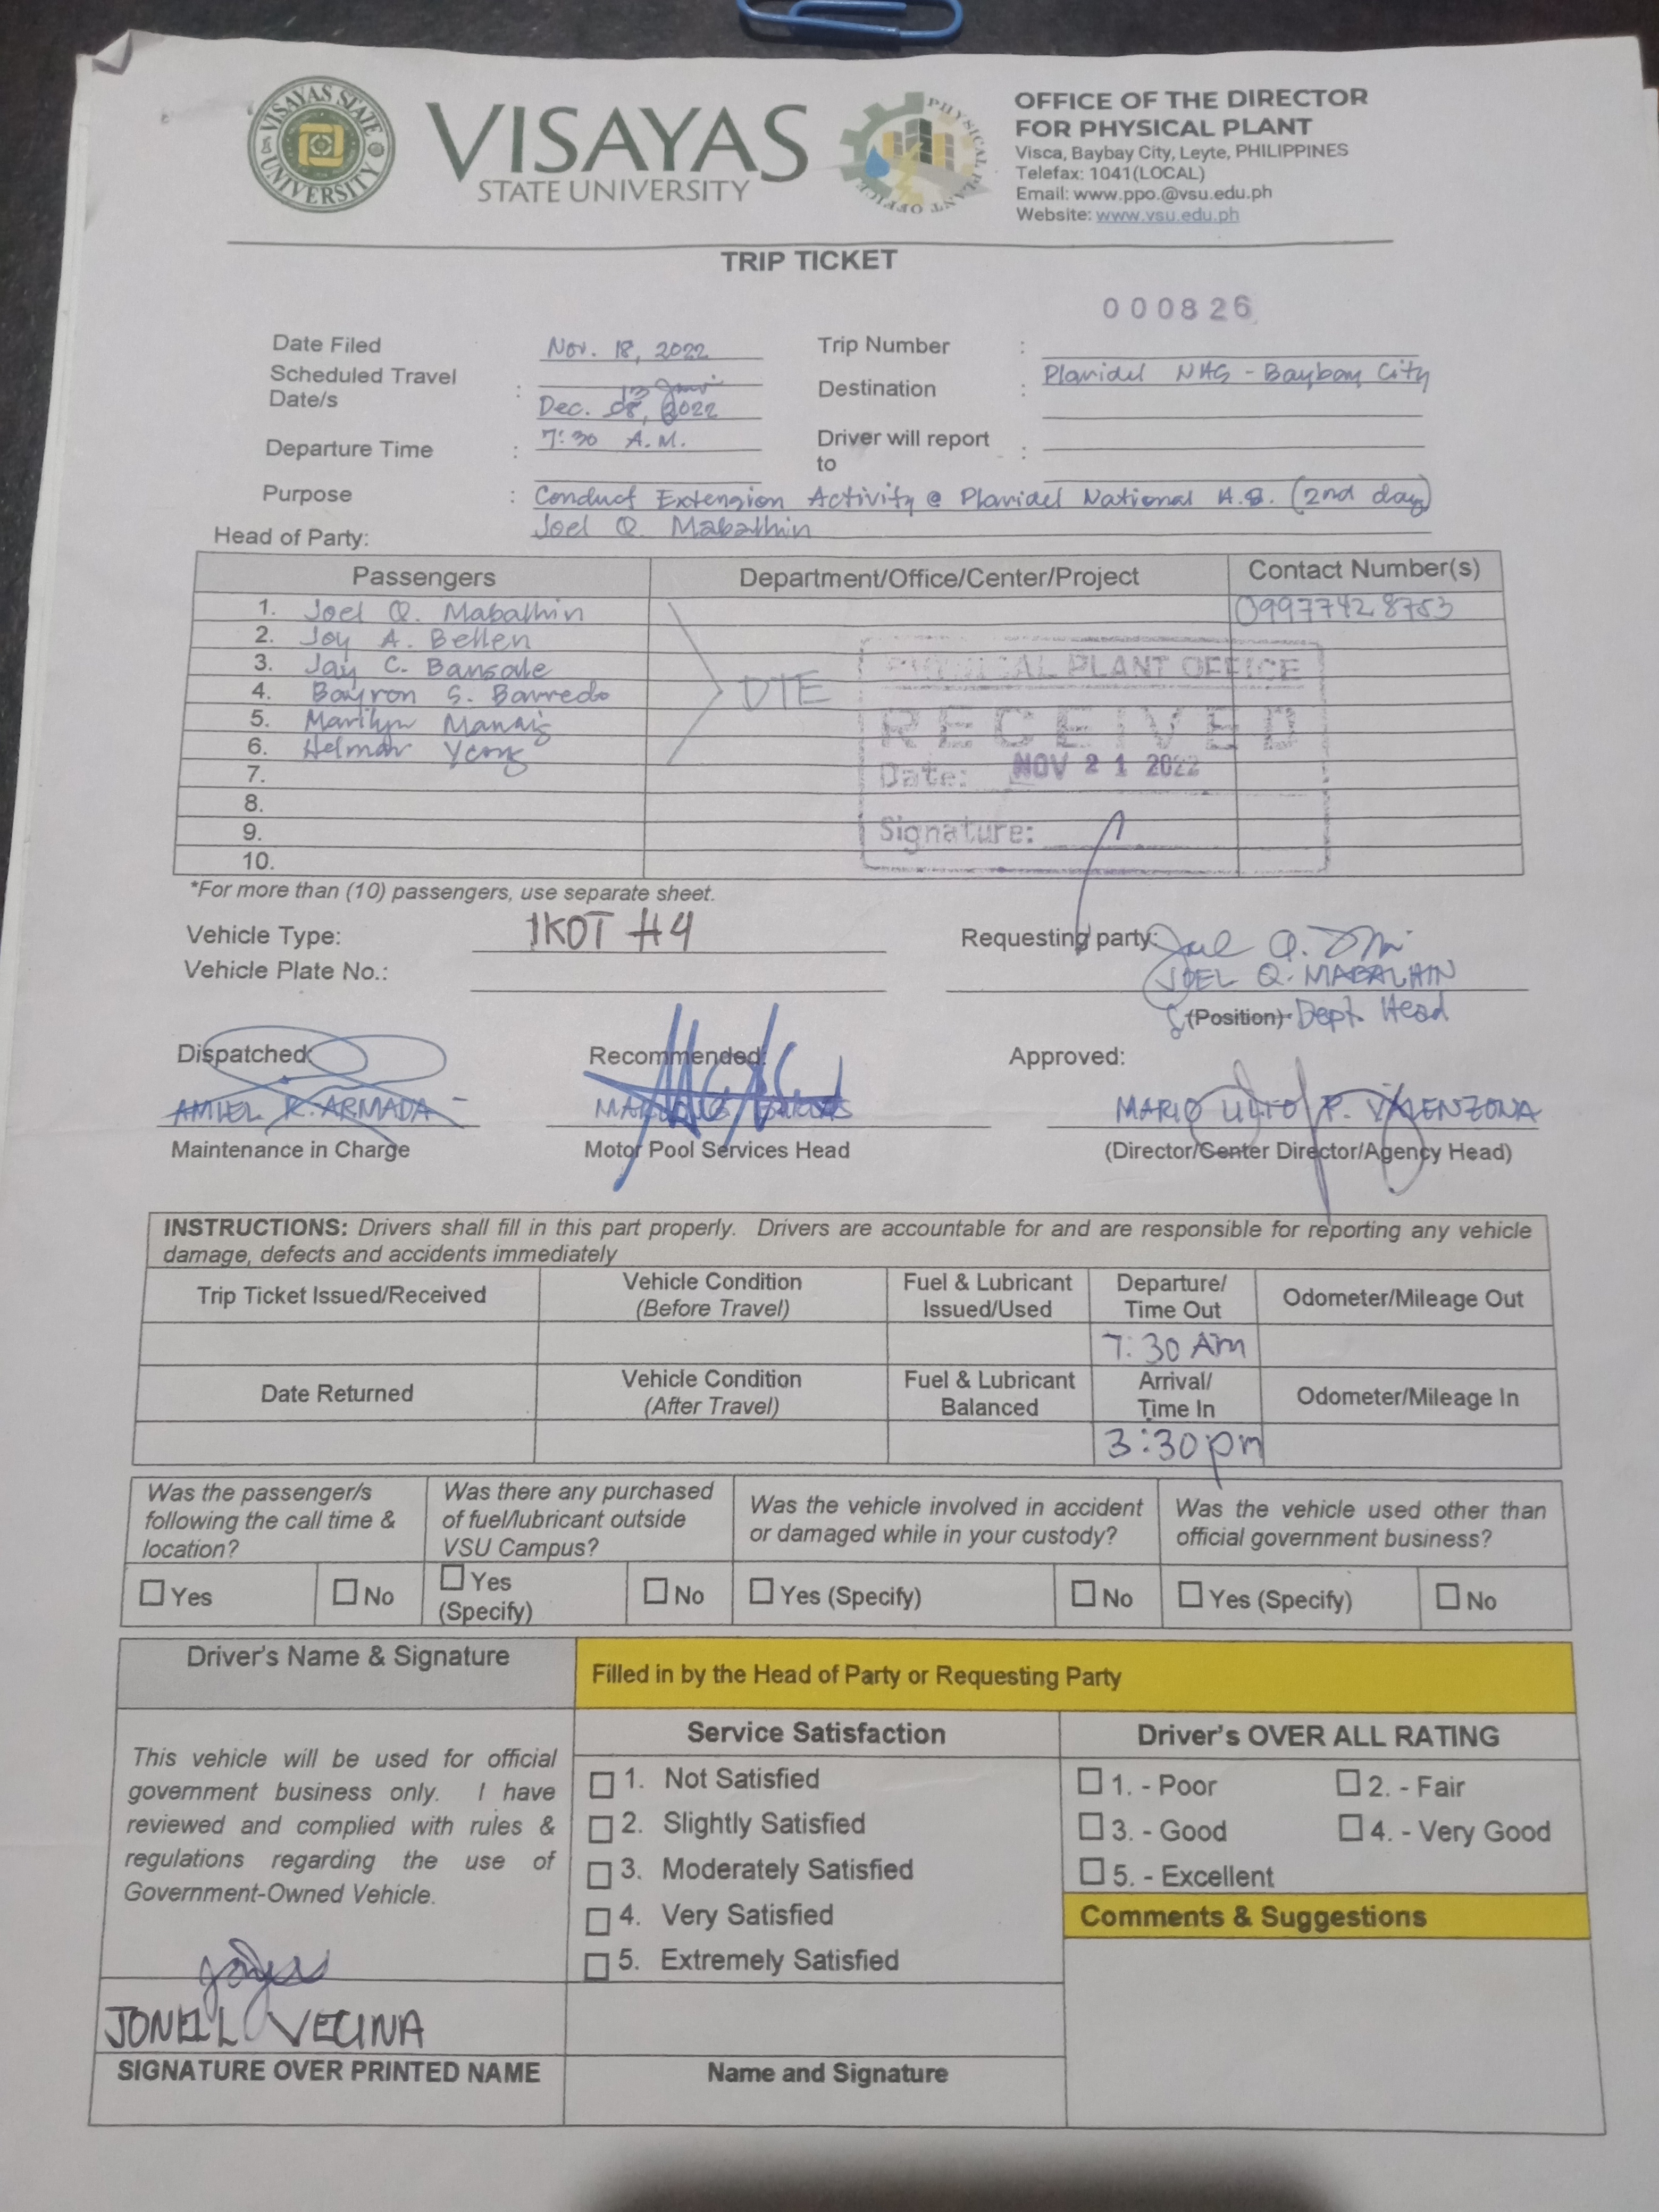 VISAYAS STATE UNIVERSITY
VISAYAS
STATE UNIVERSITY
PHYSICAL PLANT OFFICE
OFFICE OF THE DIRECTOR
FOR PHYSICAL PLANT
Visca, Baybay City, Leyte, PHILIPPINES
Telefax: 1041(LOCAL)
Email: www.ppo.@vsu.edu.ph
Website: www.vsu.edu.ph
TRIP TICKET
000826
Date Filed Nov. 18, 2022 Trip Number :
Scheduled Travel Date/s : Dec. 13 2022 Destination : Plaridel NHS - Baybay City
Departure Time : 7:30 A.M. Driver will report to :
Purpose : Conduct Extension Activity @ Plaridel National H.S. (2nd day)
Head of Party: Joel Q. Mabalhin
Passengers Department/Office/Center/Project Contact Number(s)
1. Joel Q. Mabalhin 09977428753
2. Joy A. Bellen
3. Jay C. Bansale
4. Bayron S. Barredo DTE
5. Marilyn
6. Helmar Ycong
7.
8.
9.
10.
PHYSICAL PLANT OFFICE
RECEIVED
Date: NOV 21 2022
Signature:
*For more than (10) passengers, use separate sheet.
Vehicle Type: IKOT #4 Requesting party:
Vehicle Plate No.: JOEL Q. MABALHIN
(Position) Dept. Head
Dispatched: Recommended: Approved:
AMIEL R. ARMADA MARIO LILIO P. VALENZONA
Maintenance in Charge Motor Pool Services Head (Director/Center Director/Agency Head)
INSTRUCTIONS: Drivers shall fill in this part properly. Drivers are accountable for and are responsible for reporting any vehicle
damage, defects and accidents immediately
Trip Ticket Issued/Received Vehicle Condition (Before Travel) Fuel & Lubricant Issued/Used Departure/ Time Out Odometer/Mileage Out
7:30 Am
Date Returned Vehicle Condition (After Travel) Fuel & Lubricant Balanced Arrival/ Time In Odometer/Mileage In
3:30pm
Was the passenger/s following the call time & location? Was there any purchased of fuel/lubricant outside VSU Campus? Was the vehicle involved in accident or damaged while in your custody? Was the vehicle used other than official government business?
Yes No Yes (Specify) No Yes (Specify) No Yes (Specify) No
Driver's Name & Signature
Filled in by the Head of Party or Requesting Party
This vehicle will be used for official
government business only. I have
reviewed and complied with rules &
regulations regarding the use of
Government-Owned Vehicle.
JONELL VECINA
SIGNATURE OVER PRINTED NAME
Service Satisfaction
1. Not Satisfied
2. Slightly Satisfied
3. Moderately Satisfied
4. Very Satisfied
5. Extremely Satisfied
Name and Signature
Driver's OVER ALL RATING
1. - Poor 2. - Fair
3. - Good 4. - Very Good
5. - Excellent
Comments & Suggestions